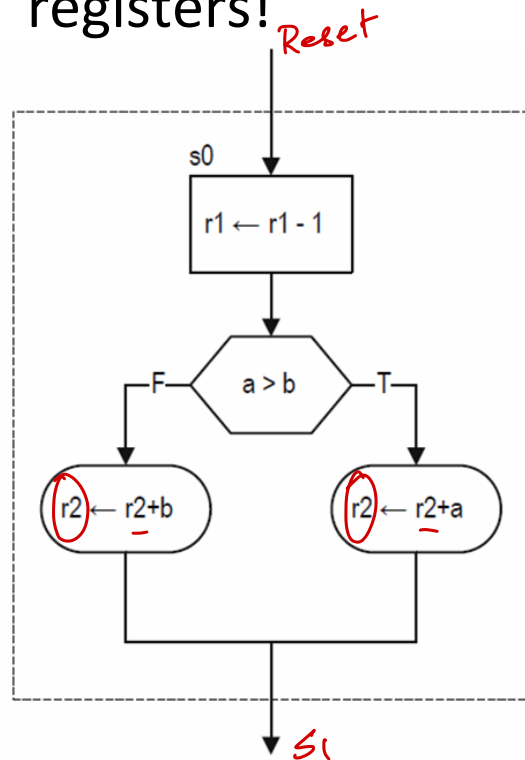 registers!
Reset
s0
r1 ← r1 - 1
F
a > b
T
r2 ← r2+b
r2 ← r2+a
S1